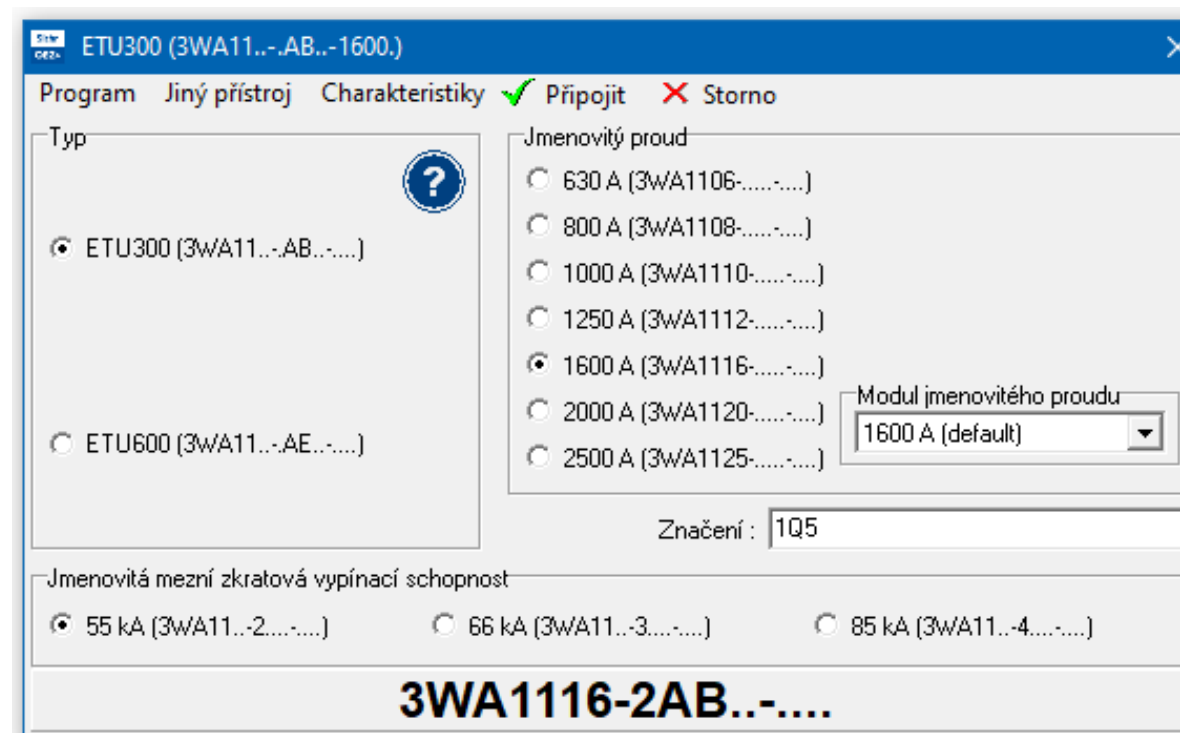 ETU300 (3WA11..-.AB..-1600.)
Program Jiný přístroj Charakteristiky Připojit Storno
Typ
?
ETU300 (3WA11..-.AB..-....)
ETU600 (3WA11..-.AE..-....)
Jmenovitý proud
630 A (3WA1106-.....-....)
800 A (3WA1108-.....-....)
1000 A (3WA1110-.....-....)
1250 A (3WA1112-.....-....)
1600 A (3WA1116-.....-....)
2000 A (3WA1120-.....-....)
2500 A (3WA1125-.....-....)
Modul jmenovitého proudu
1600 A (default)
Značení : 1Q5
Jmenovitá mezní zkratová vypínací schopnost
55 kA (3WA11..-2....-....) 66 kA (3WA11..-3....-....) 85 kA (3WA11..-4....-....)
3WA1116-2AB..-....